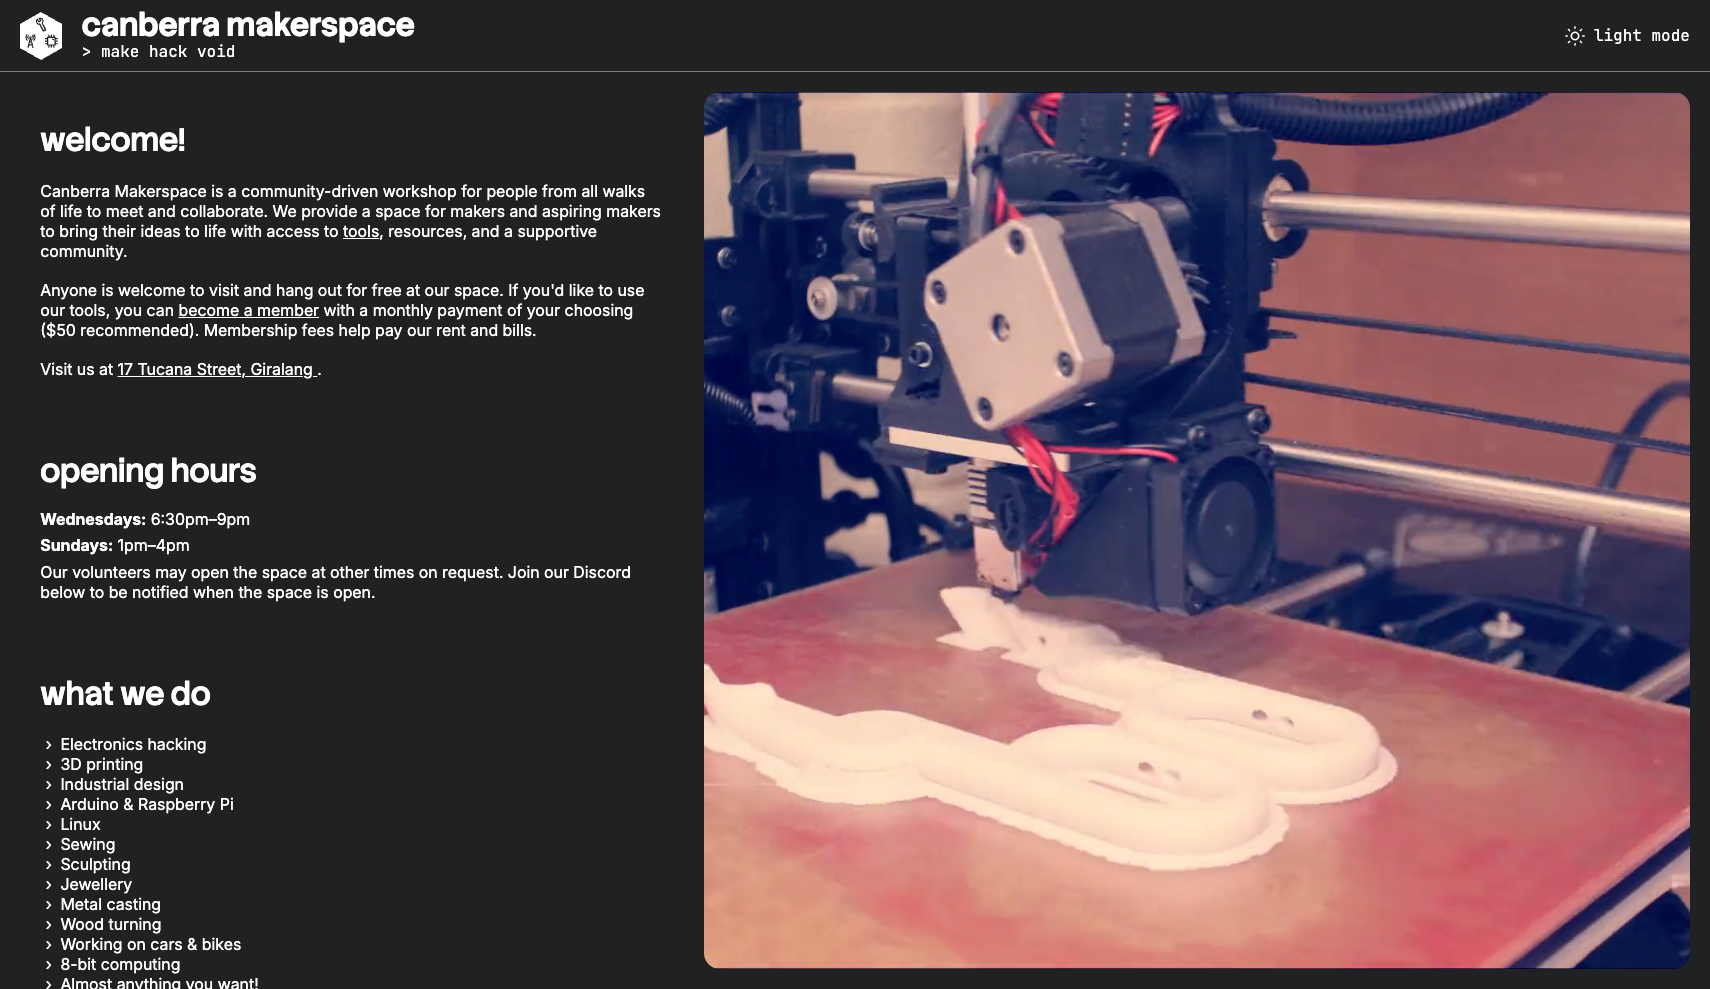 canberra makerspace
> make hack void
light mode
welcome!
Canberra Makerspace is a community-driven workshop for people from all walks
of life to meet and collaborate. We provide a space for makers and aspiring makers
to bring their ideas to life with access to tools, resources, and a supportive
community.
Anyone is welcome to visit and hang out for free at our space. If you'd like to use
our tools, you can become a member with a monthly payment of your choosing
($50 recommended). Membership fees help pay our rent and bills.
Visit us at 17 Tucana Street, Giralang .
opening hours
Wednesdays: 6:30pm–9pm
Sundays: 1pm–4pm
Our volunteers may open the space at other times on request. Join our Discord
below to be notified when the space is open.
what we do
› Electronics hacking
› 3D printing
› Industrial design
› Arduino & Raspberry Pi
› Linux
› Sewing
› Sculpting
› Jewellery
› Metal casting
› Wood turning
› Working on cars & bikes
› 8-bit computing
› Almost anything you want!